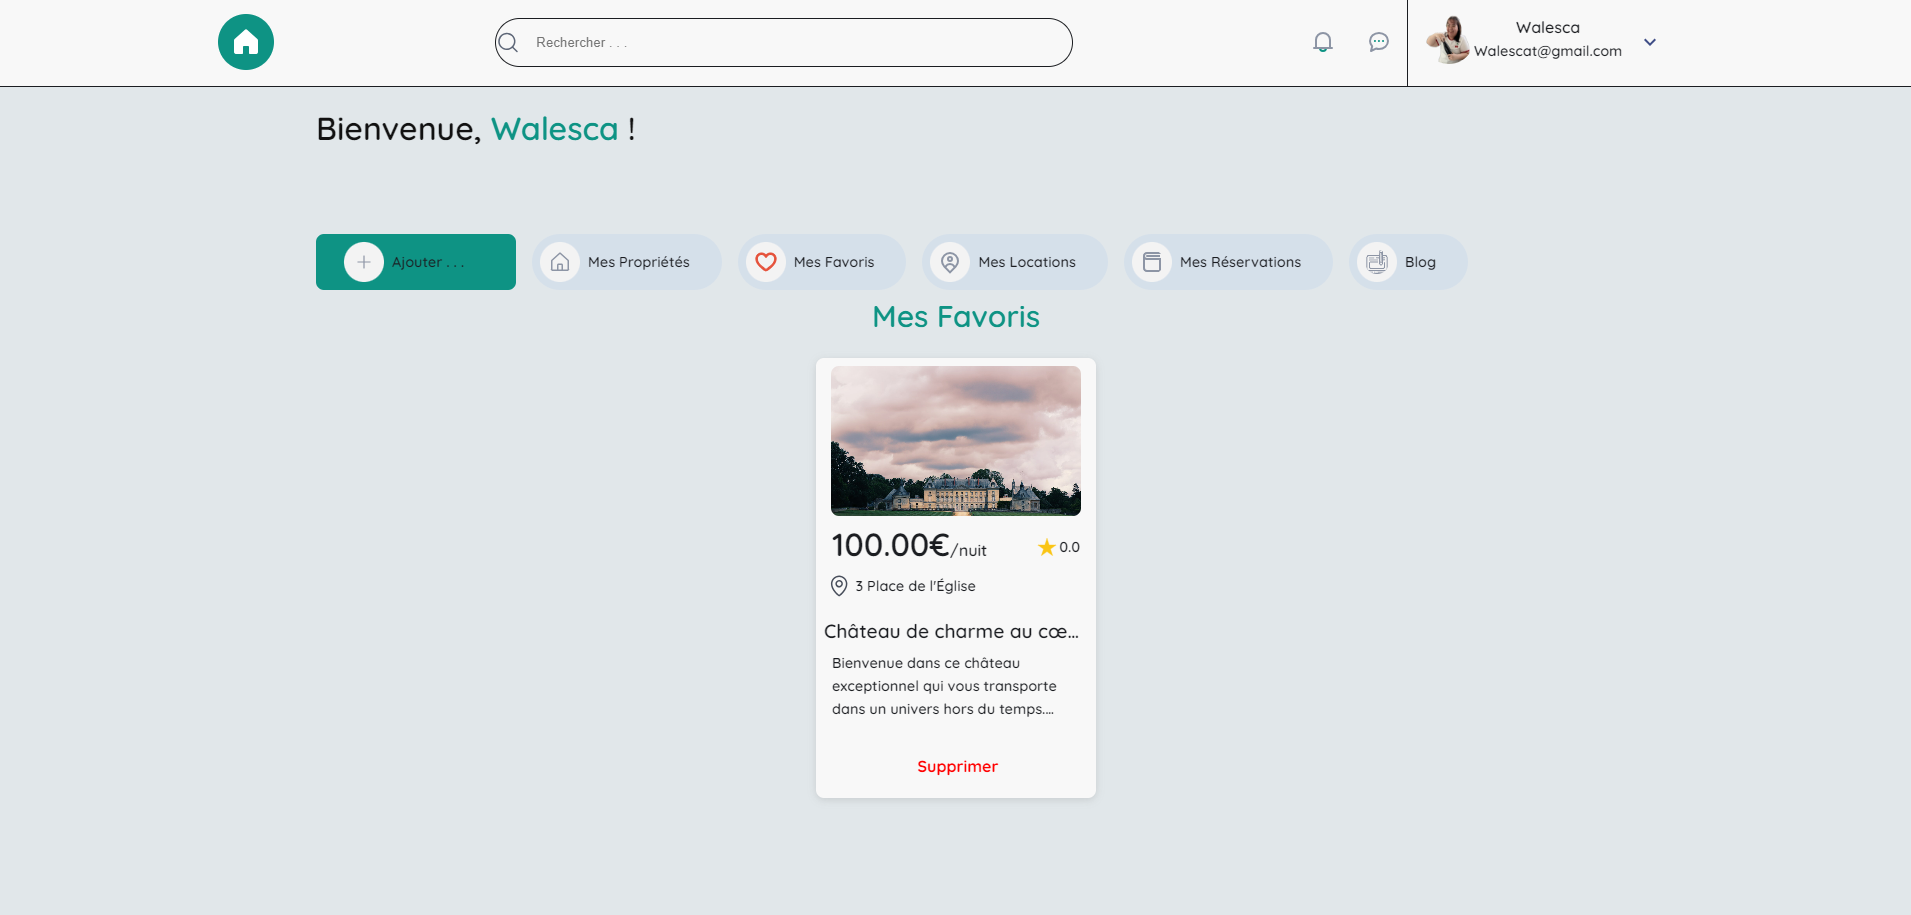 Rechercher . . .
Walesca
Walescat@gmail.com
Bienvenue, Walesca !
Ajouter . . .
Mes Propriétés
Mes Favoris
Mes Locations
Mes Réservations
Blog
Mes Favoris
100.00€/nuit
0.0
3 Place de l'Église
Château de charme au cœ...
Bienvenue dans ce château
exceptionnel qui vous transporte
dans un univers hors du temps....
Supprimer